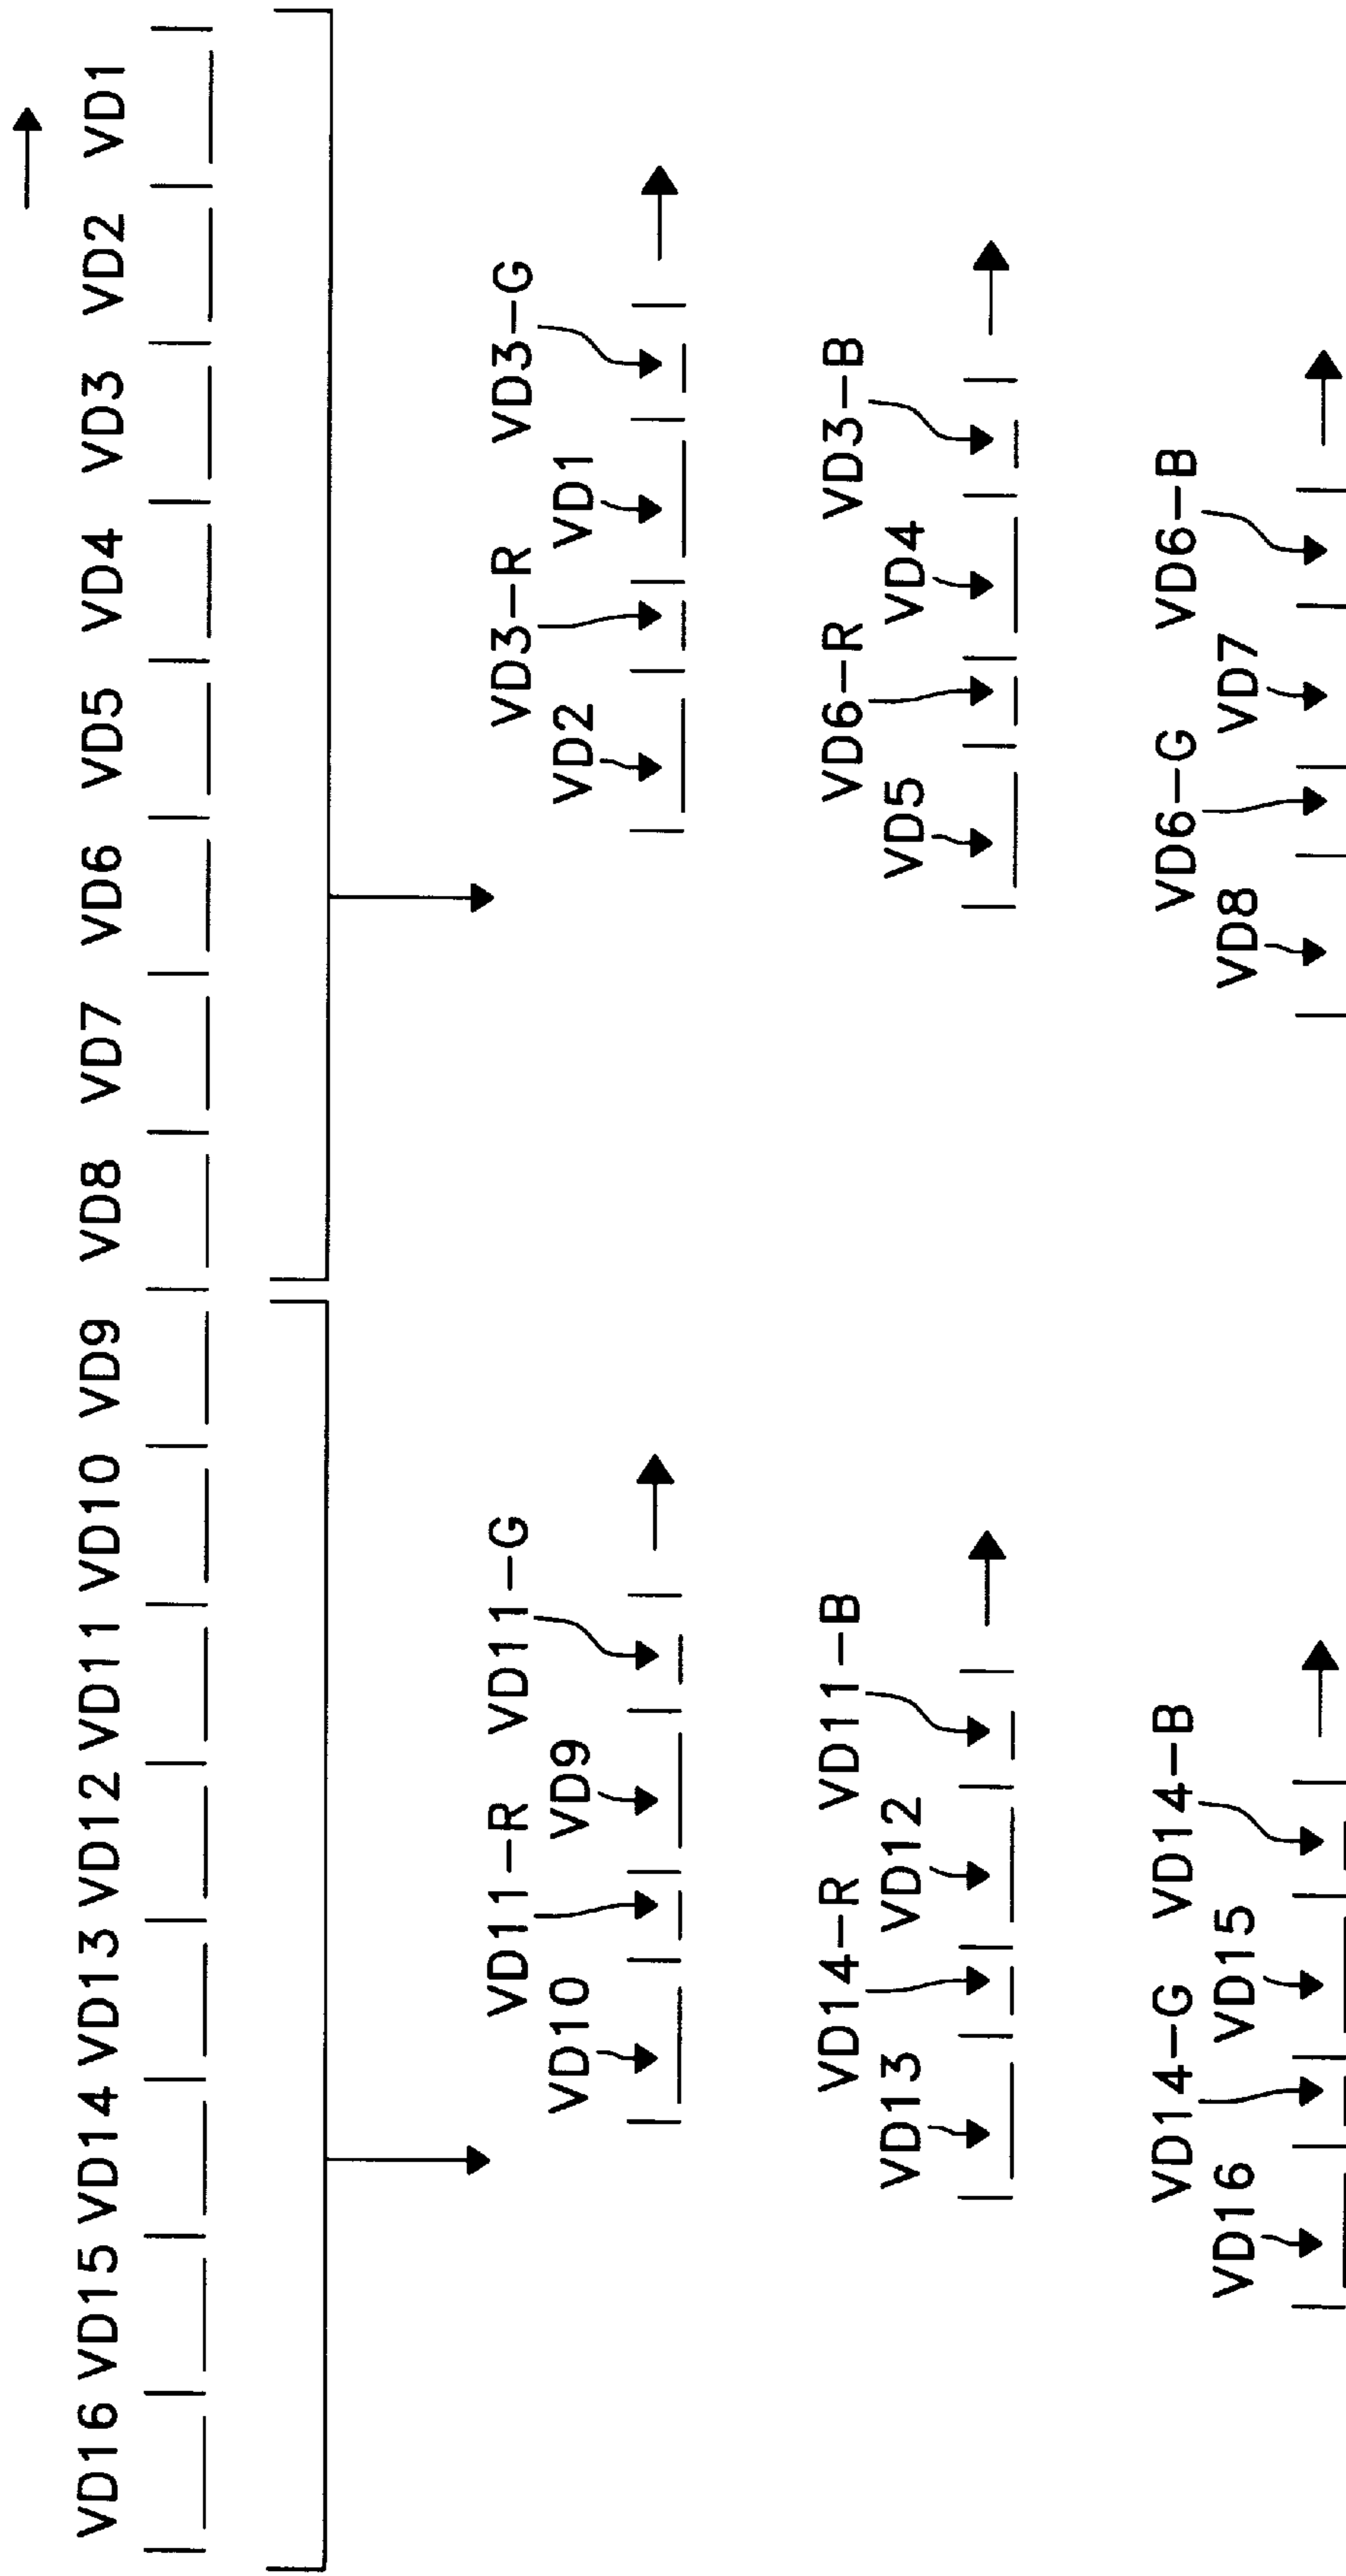 VD16 VD15 VD14 VD13 VD12 VD11 VD10 VD9 VD8 VD7 VD6 VD5 VD4 VD3 VD2 VD1
VD11-R VD11-G
VD10 VD9
VD3-R VD3-G
VD2 VD1
VD14-R VD11-B
VD13 VD12
VD6-R VD3-B
VD5 VD4
VD14-G VD14-B
VD16 VD15
VD6-G VD6-B
VD8 VD7